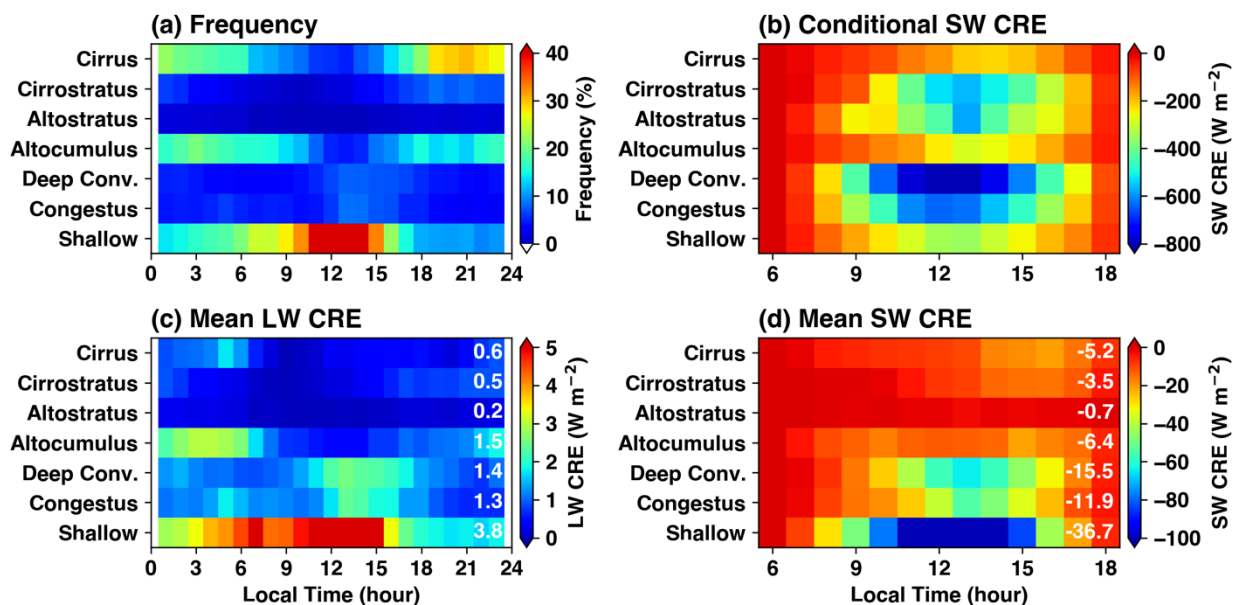 (a) Frequency
Cirrus
Cirrostratus
Altostratus
Altocumulus
Deep Conv.
Congestus
Shallow
0 3 6 9 12 15 18 21 24
40
30
20
10
0
Frequency (%)
(b) Conditional SW CRE
Cirrus
Cirrostratus
Altostratus
Altocumulus
Deep Conv.
Congestus
Shallow
6 9 12 15 18
0
−200
−400
−600
−800
SW CRE (W m−2)
(c) Mean LW CRE
Cirrus 0.6
Cirrostratus 0.5
Altostratus 0.2
Altocumulus 1.5
Deep Conv. 1.4
Congestus 1.3
Shallow 3.8
0 3 6 9 12 15 18 21 24
Local Time (hour)
5
4
3
2
1
0
LW CRE (W m−2)
(d) Mean SW CRE
Cirrus -5.2
Cirrostratus -3.5
Altostratus -0.7
Altocumulus -6.4
Deep Conv. -15.5
Congestus -11.9
Shallow -36.7
6 9 12 15 18
Local Time (hour)
0
−20
−40
−60
−80
−100
SW CRE (W m−2)